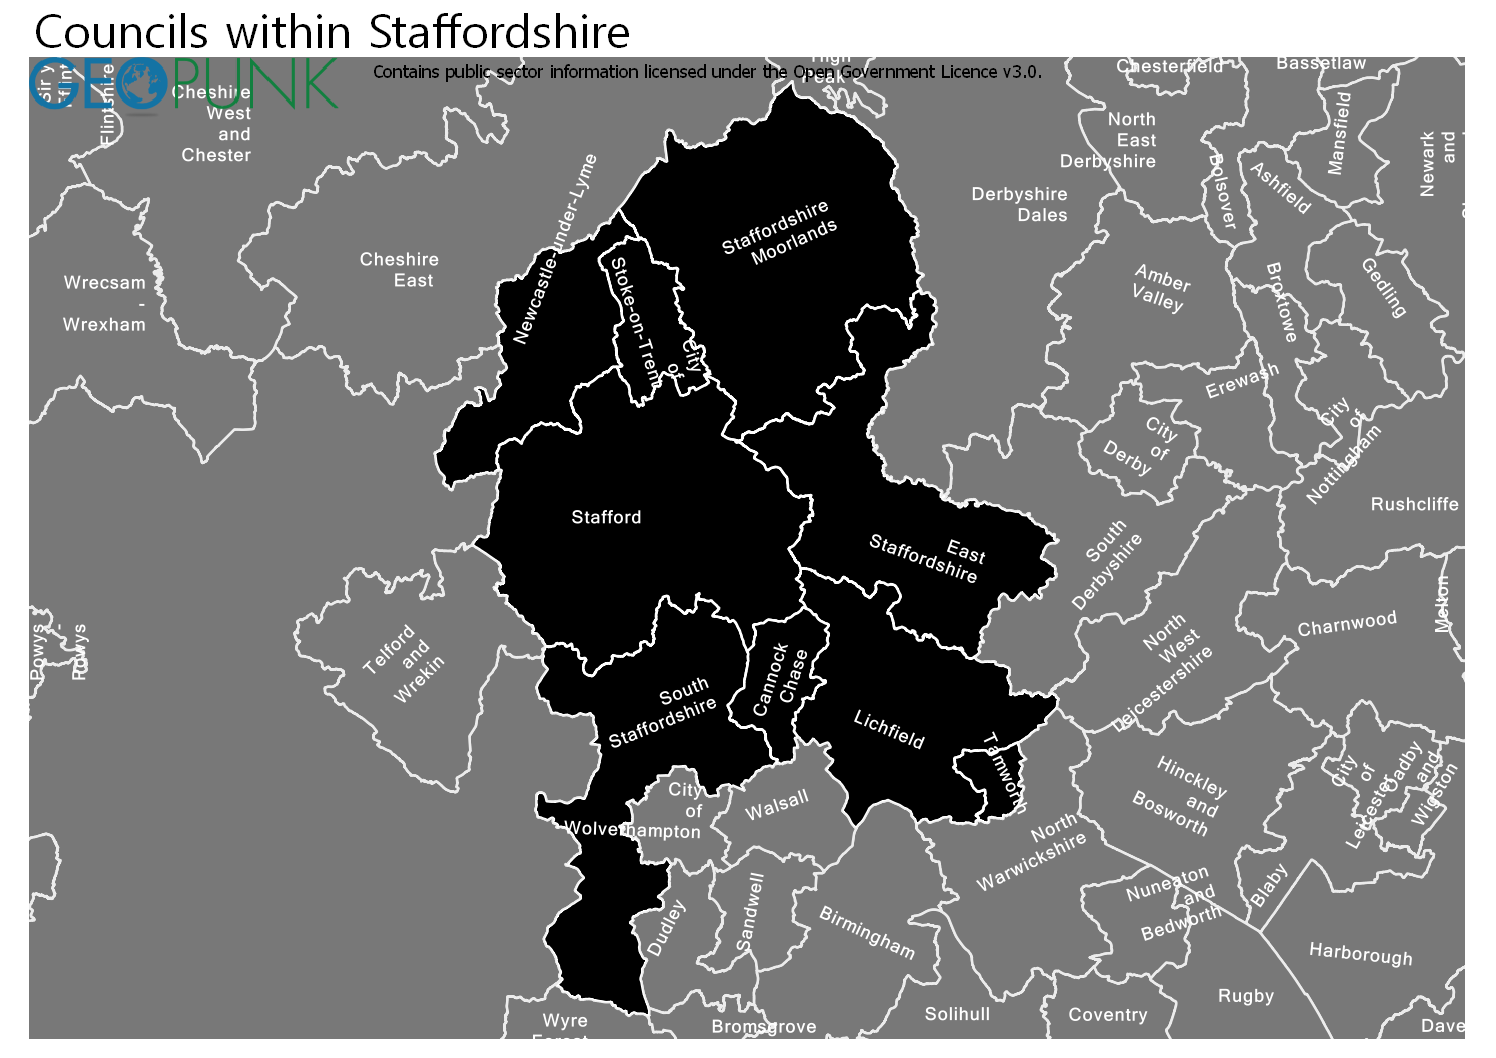 Councils within Staffordshire
GEOPUNK
Contains public sector information licensed under the Open Government Licence v3.0.
High
Peak
Flint
Flintshire
Cheshire
West
and
Chester
Chesterfield
Bassetlaw
North
East
Derbyshire
Bolsover
Mansfield
Ashfield
Newark
and
Derbyshire
Dales
Newcastle-under-Lyme
Staffordshire
Moorlands
Cheshire
East
Wrecsam
-
Wrexham
Stoke-on-Trent
City
of
Amber
Valley
Broxtowe
Gedling
Erewash
City
of
Nottingham
City
of
Derby
Rushcliffe
Stafford
East
Staffordshire
South
Derbyshire
Powys
-
Powys
Telford
and
Wrekin
Cannock
Chase
South
Staffordshire
Lichfield
Tamworth
North
West
Leicestershire
Charnwood
Melton
City
of
Wolverhampton
Walsall
Hinckley
and
Bosworth
City
of
Leicester
Oadby
and
Wigston
North
Warwickshire
Nuneaton
and
Bedworth
Blaby
Dudley
Sandwell
Birmingham
Harborough
Wyre
Forest
Bromsgrove
Solihull
Coventry
Rugby
Dave